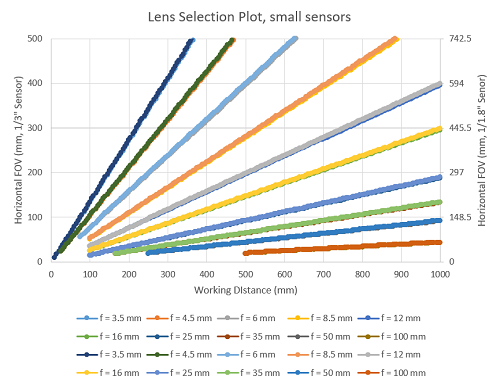 Lens Selection Plot, small sensors
500
400
300
200
100
0
742.5
594
445.5
297
148.5
0
Horizontal FOV (mm, 1/3" Sensor)
Horizontal FOV (mm, 1/1.8" Senor)
0 100 200 300 400 500 600 700 800 900 1000
Working DIstance (mm)
f = 3.5 mm f = 4.5 mm f = 6 mm f = 8.5 mm f = 12 mm
f = 16 mm f = 25 mm f = 35 mm f = 50 mm f = 100 mm
f = 3.5 mm f = 4.5 mm f = 6 mm f = 8.5 mm f = 12 mm
f = 16 mm f = 25 mm f = 35 mm f = 50 mm f = 100 mm